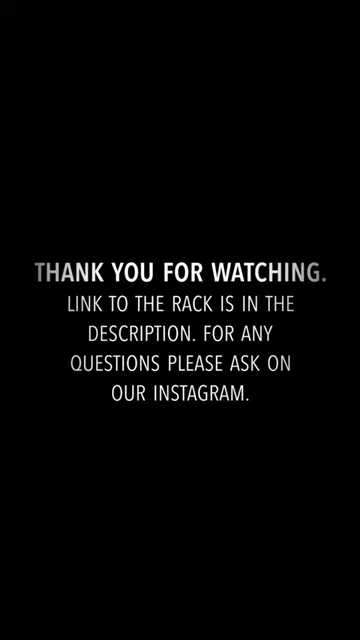 THANK YOU FOR WATCHING.
LINK TO THE RACK IS IN THE
DESCRIPTION. FOR ANY
QUESTIONS PLEASE ASK ON
OUR INSTAGRAM.